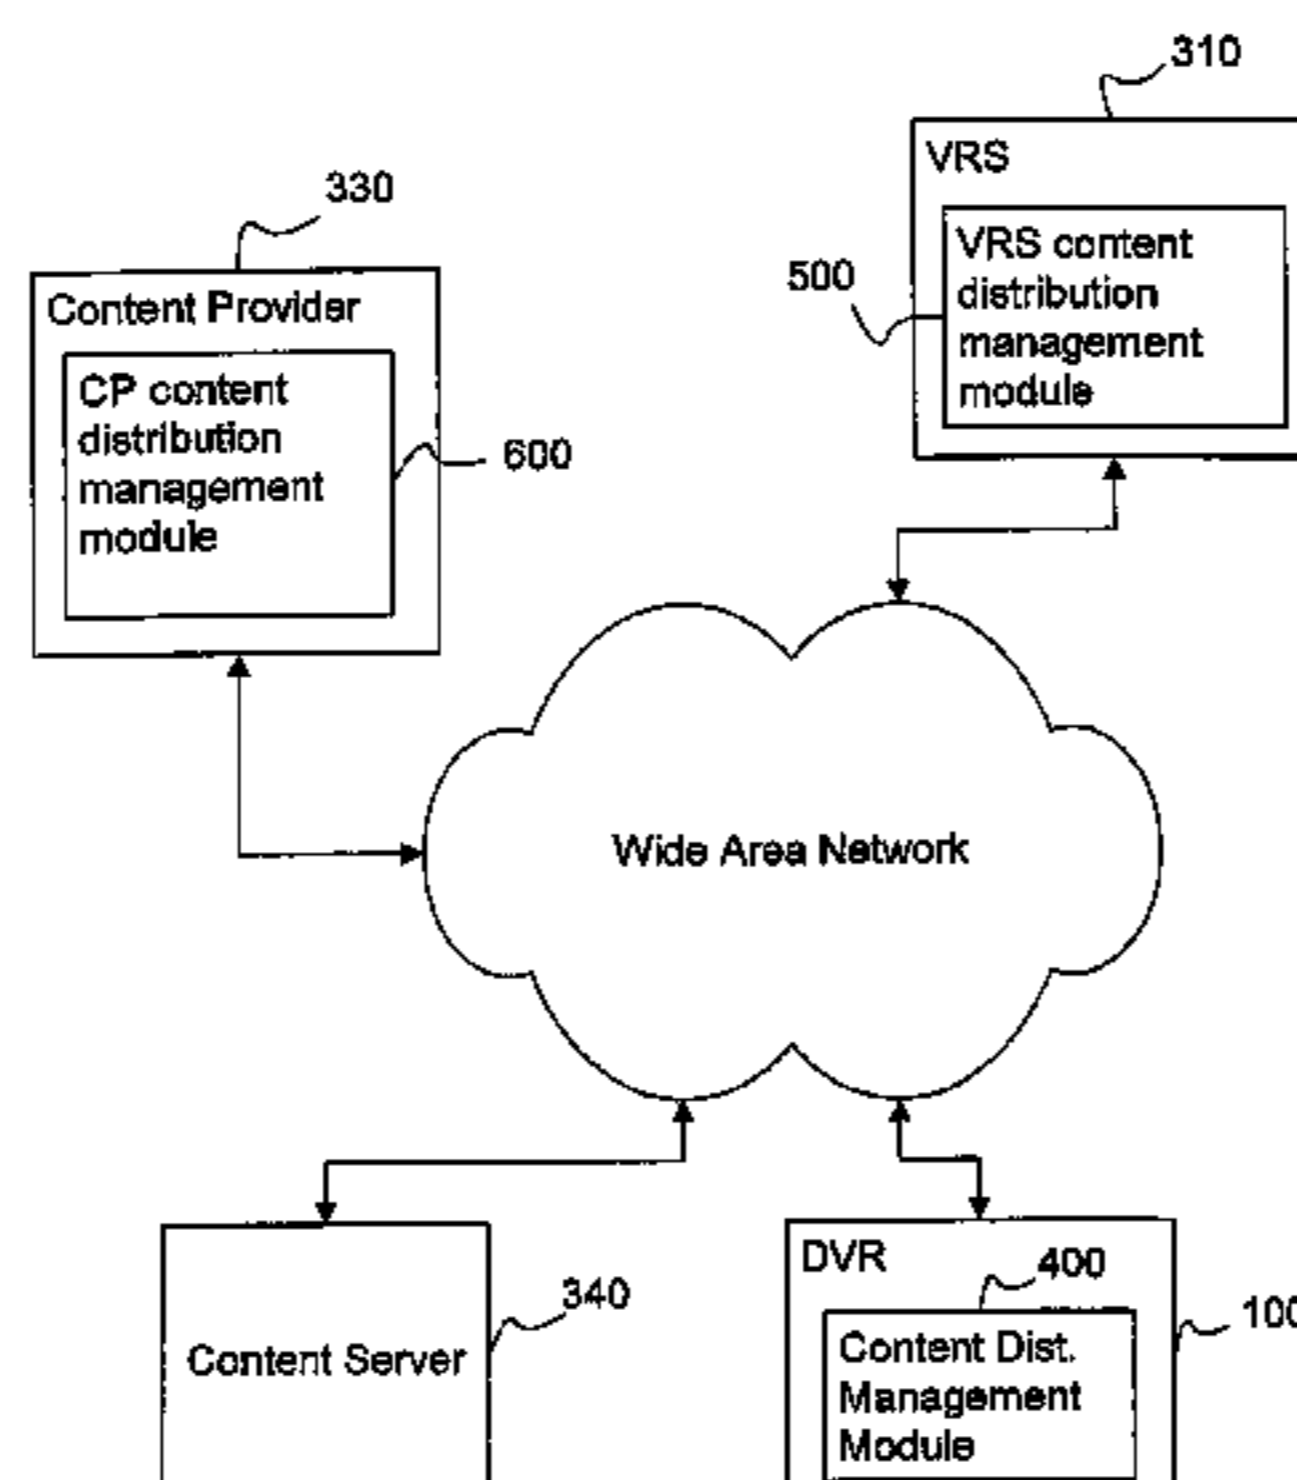 310
VRS
VRS content
distribution
management
module
500
330
Content Provider
CP content
distribution
management
module
600
Wide Area Network
340
Content Server
DVR
400
100
Content Dist.
Management
Module